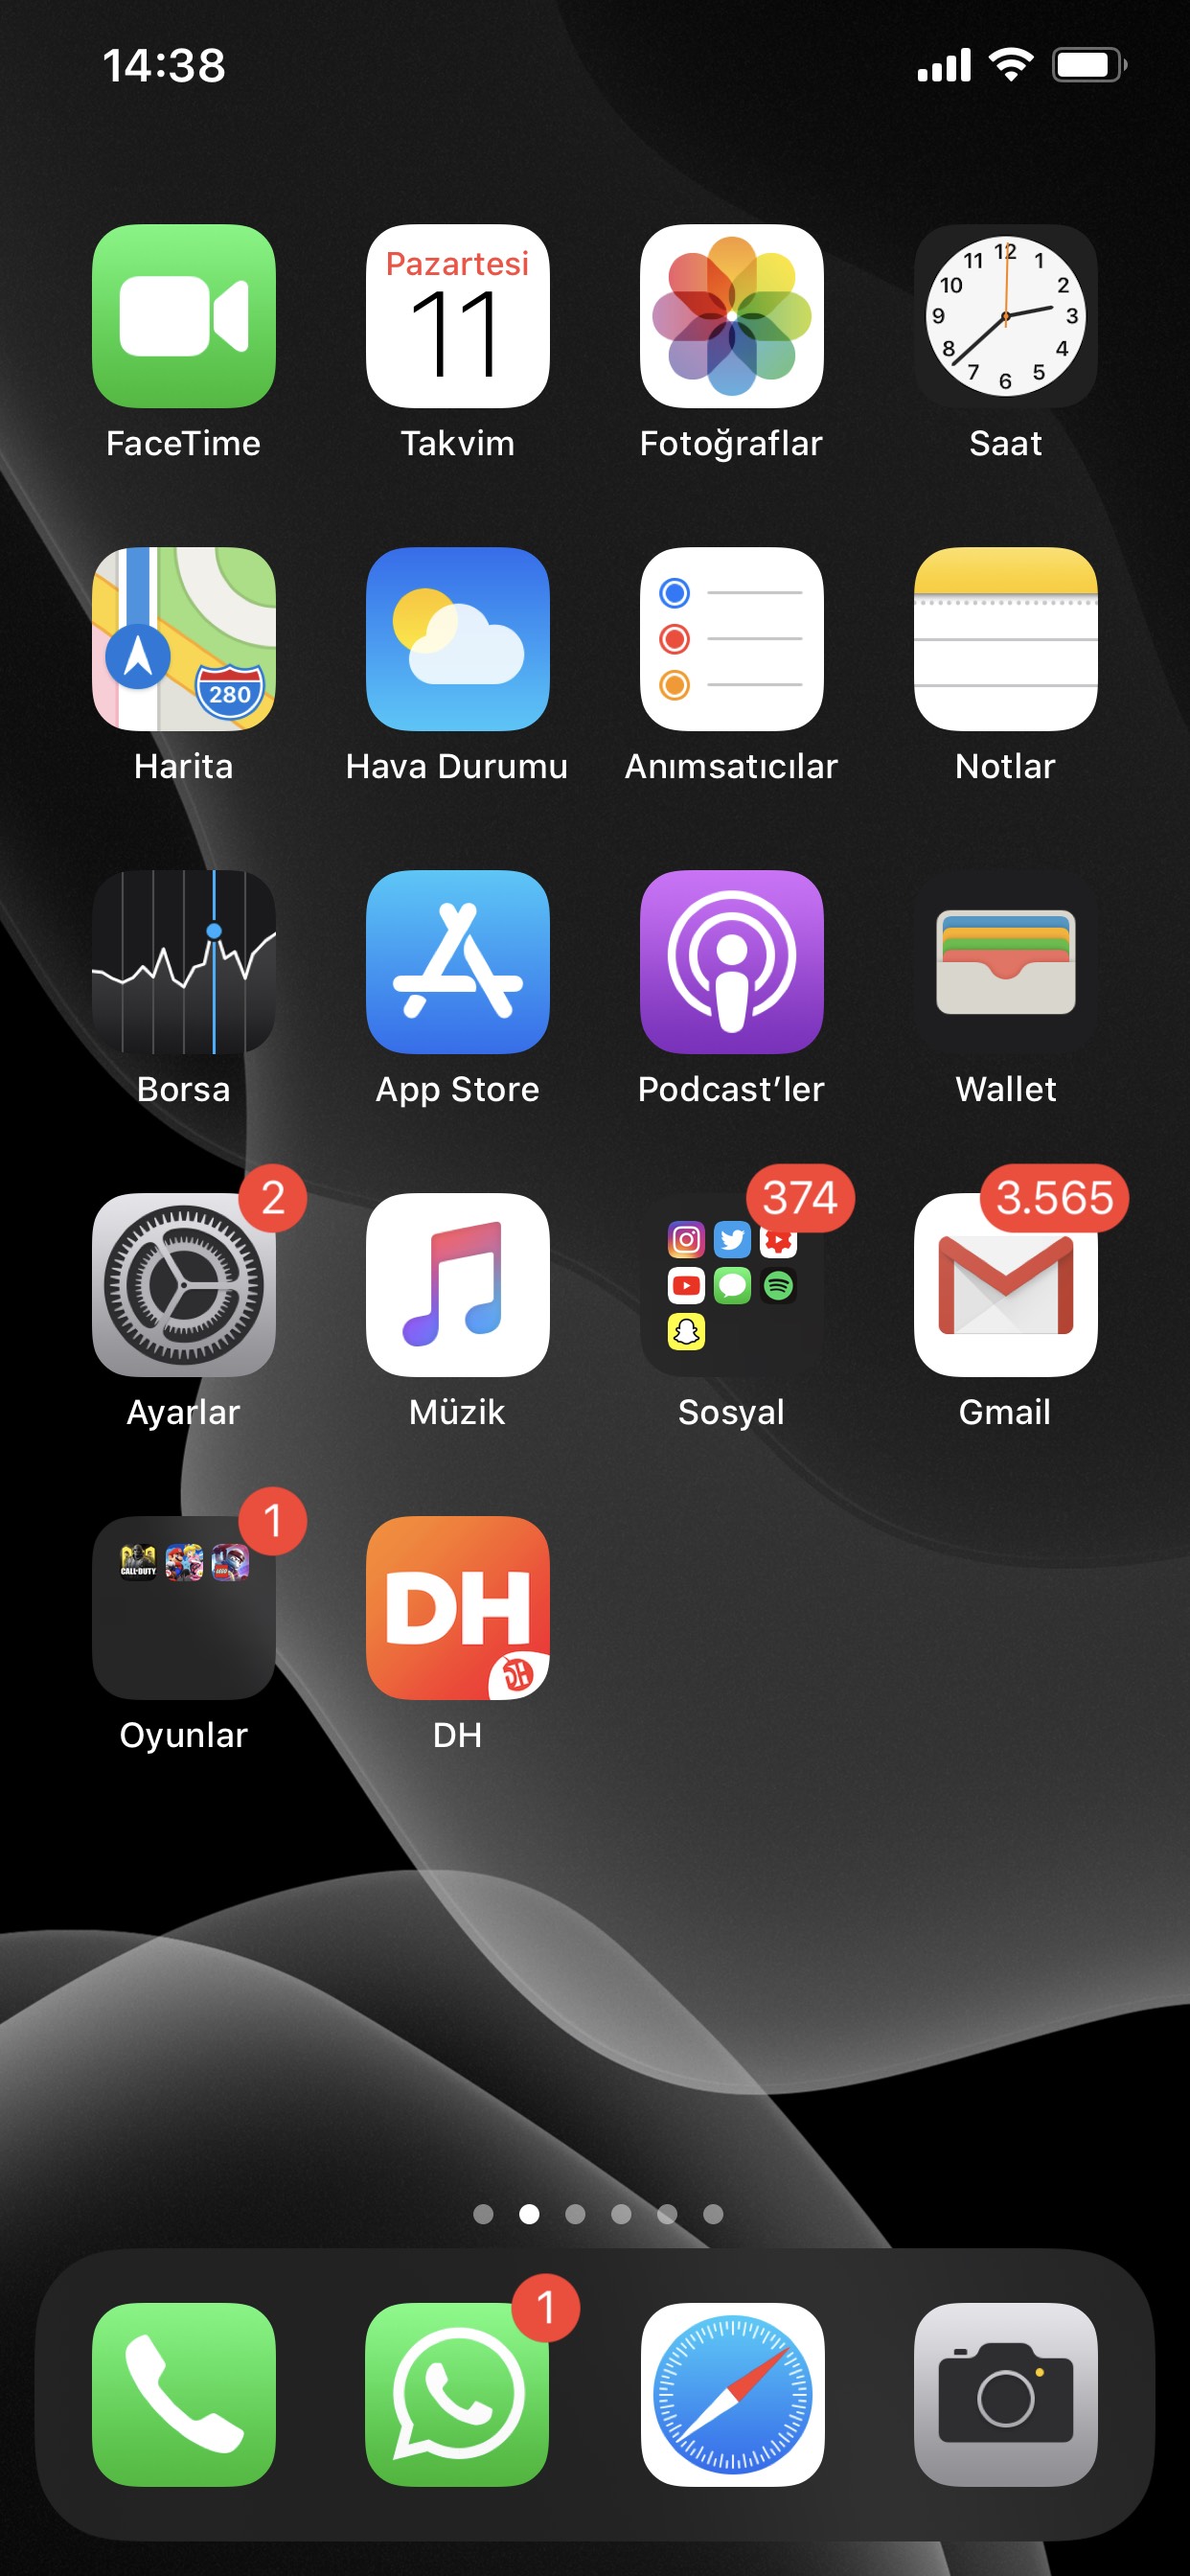 14:38
Pazartesi
11
12
1
2
3
4
5
6
7
8
9
10
11
FaceTime
Takvim
Fotoğraflar
Saat
280
Harita
Hava Durumu
Anımsatıcılar
Notlar
Borsa
App Store
Podcast’ler
Wallet
2
374
3.565
Ayarlar
Müzik
Sosyal
Gmail
1
CALL·DUTY
DH
DH
Oyunlar
DH
1